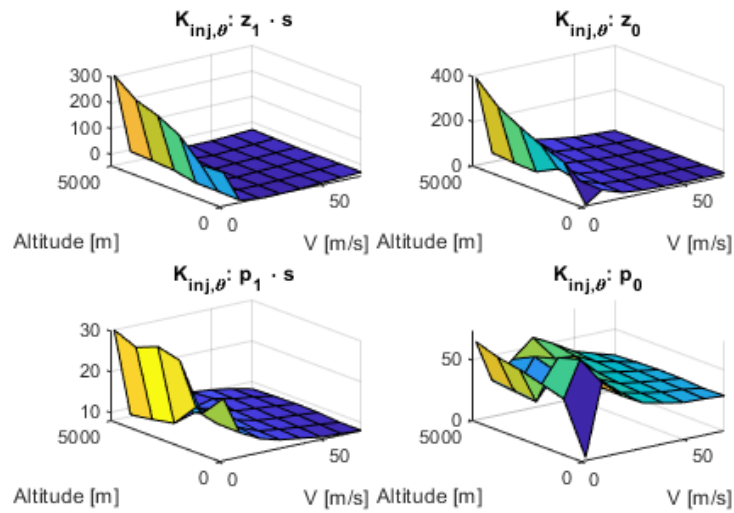 K_inj,θ: z_1 · s
300
200
100
0
5000
0
0
50
Altitude [m]
V [m/s]
K_inj,θ: z_0
400
200
0
5000
0
0
50
Altitude [m]
V [m/s]
K_inj,θ: p_1 · s
30
20
10
5000
0
0
50
Altitude [m]
V [m/s]
K_inj,θ: p_0
50
0
5000
0
0
50
Altitude [m]
V [m/s]